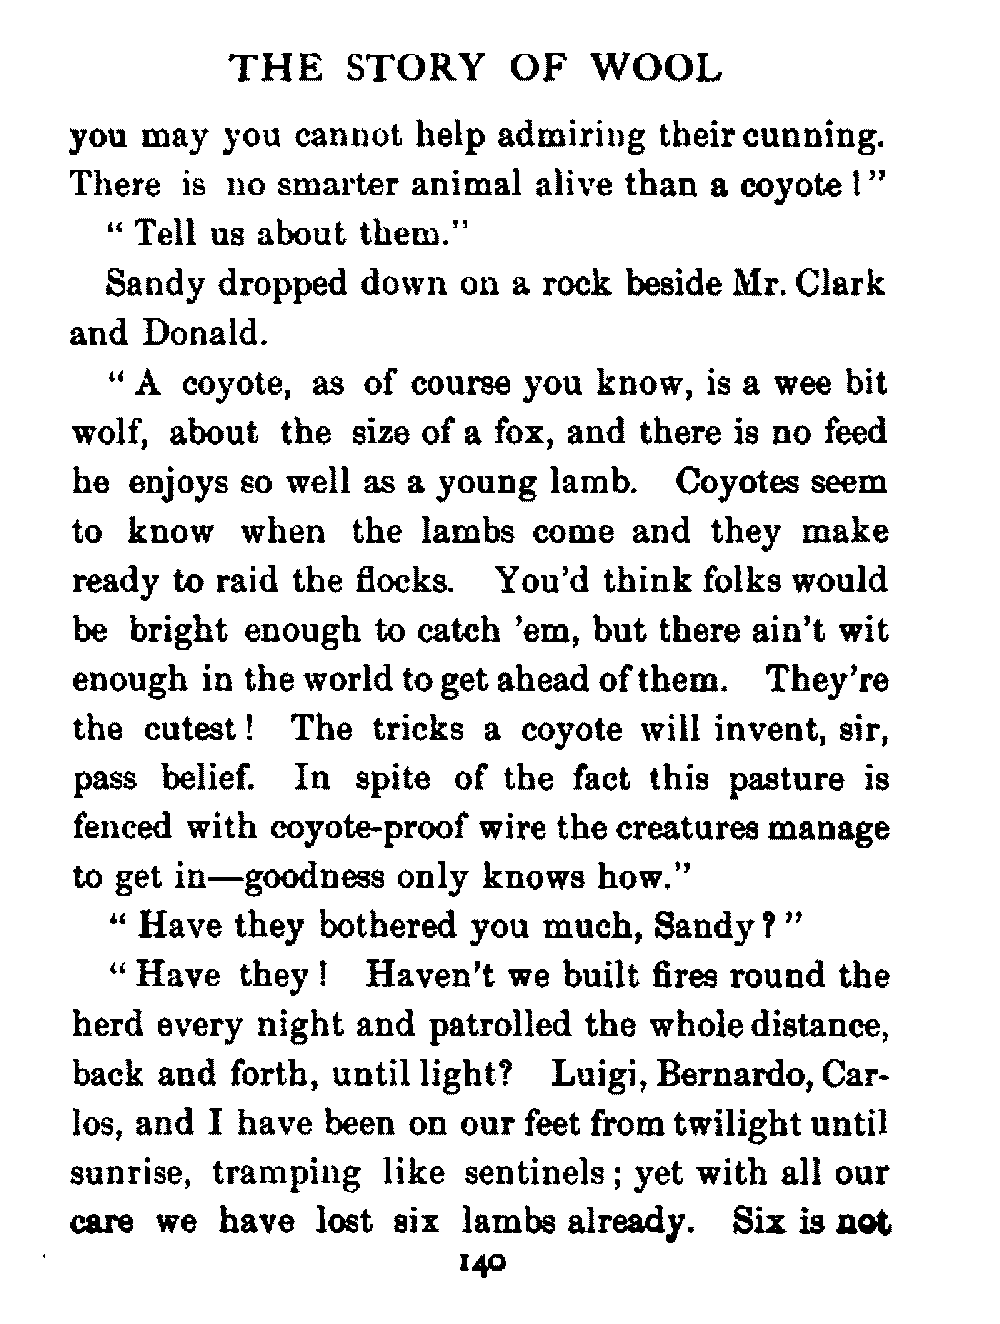 THE STORY OF WOOL
you may you cannot help admiring their cunning.
There is no smarter animal alive than a coyote!"
"Tell us about them."
Sandy dropped down on a rock beside Mr. Clark
and Donald.
"A coyote, as of course you know, is a wee bit
wolf, about the size of a fox, and there is no feed
he enjoys so well as a young lamb. Coyotes seem
to know when the lambs come and they make
ready to raid the flocks. You'd think folks would
be bright enough to catch 'em, but there ain't wit
enough in the world to get ahead of them. They're
the cutest! The tricks a coyote will invent, sir,
pass belief. In spite of the fact this pasture is
fenced with coyote-proof wire the creatures manage
to get in—goodness only knows how."
"Have they bothered you much, Sandy?"
"Have they! Haven't we built fires round the
herd every night and patrolled the whole distance,
back and forth, until light? Luigi, Bernardo, Car-
los, and I have been on our feet from twilight until
sunrise, tramping like sentinels; yet with all our
care we have lost six lambs already. Six is not
140